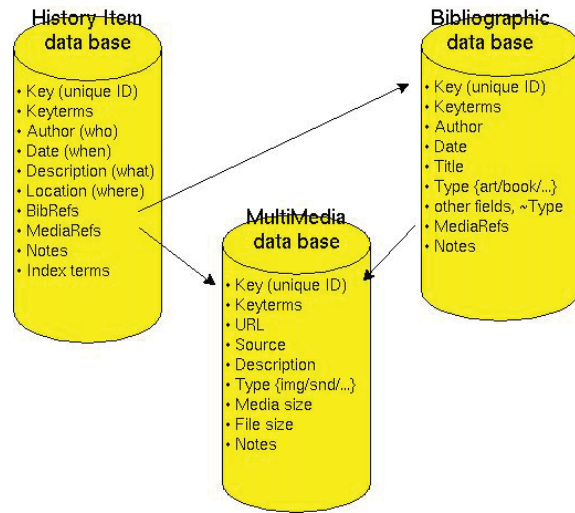 History Item
data base
• Key (unique ID)
• Keyterms
• Author (who)
• Date (when)
• Description (what)
• Location (where)
• BibRefs
• MediaRefs
• Notes
• Index terms
Bibliographic
data base
• Key (unique ID)
• Keyterms
• Author
• Date
• Title
• Type {art/book/...}
• other fields, ~Type
• MediaRefs
• Notes
MultiMedia
data base
• Key (unique ID)
• Keyterms
• URL
• Source
• Description
• Type {img/snd/...}
• Media size
• File size
• Notes